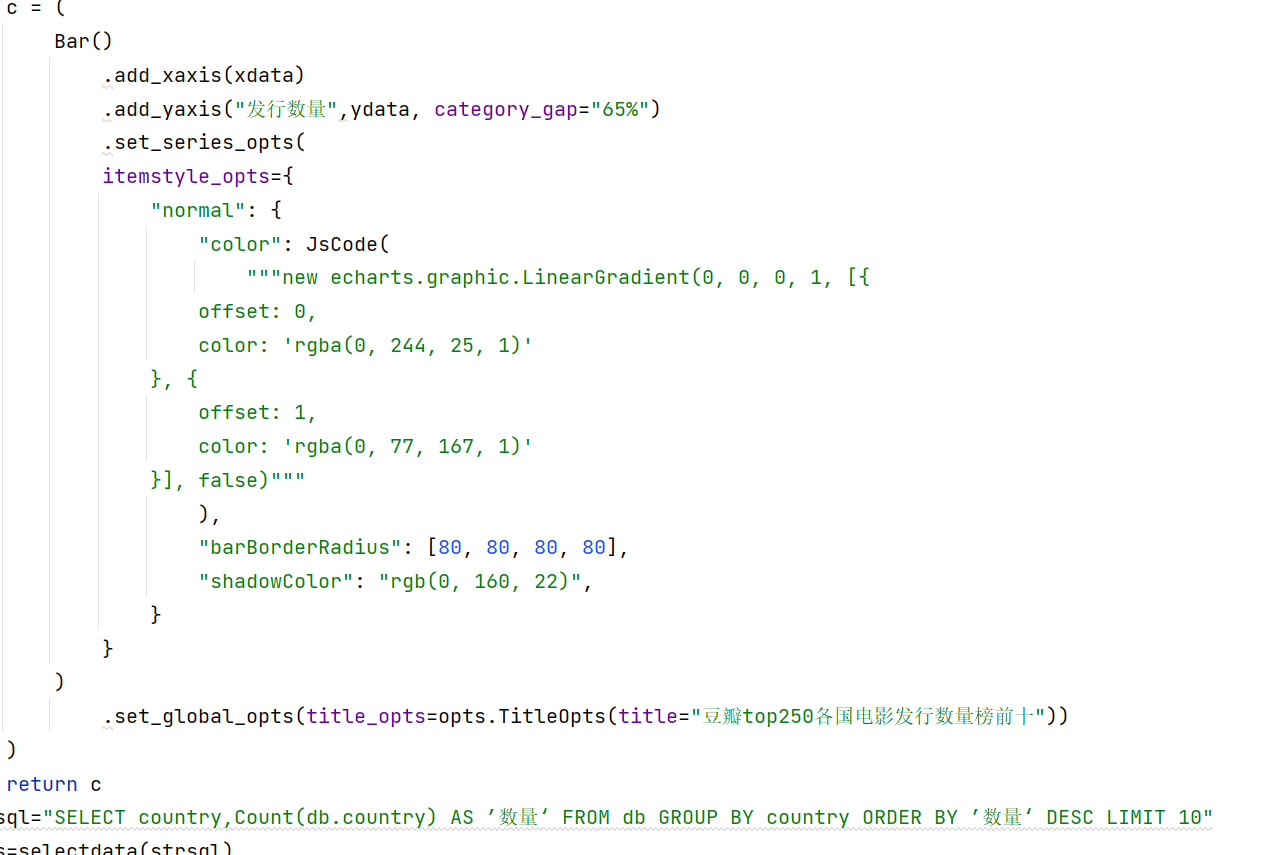 c = (
Bar()
.add_xaxis(xdata)
.add_yaxis("发行数量",ydata, category_gap="65%")
.set_series_opts(
itemstyle_opts={
"normal": {
"color": JsCode(
"""new echarts.graphic.LinearGradient(0, 0, 0, 1, [{
offset: 0,
color: 'rgba(0, 244, 25, 1)'
}, {
offset: 1,
color: 'rgba(0, 77, 167, 1)'
}], false)"""
),
"barBorderRadius": [80, 80, 80, 80],
"shadowColor": "rgb(0, 160, 22)",
}
}
)
.set_global_opts(title_opts=opts.TitleOpts(title="豆瓣top250各国电影发行数量榜前十"))
)
return c
sql="SELECT country,Count(db.country) AS ’数量‘ FROM db GROUP BY country ORDER BY ’数量‘ DESC LIMIT 10"
s=selectdata(strsql)